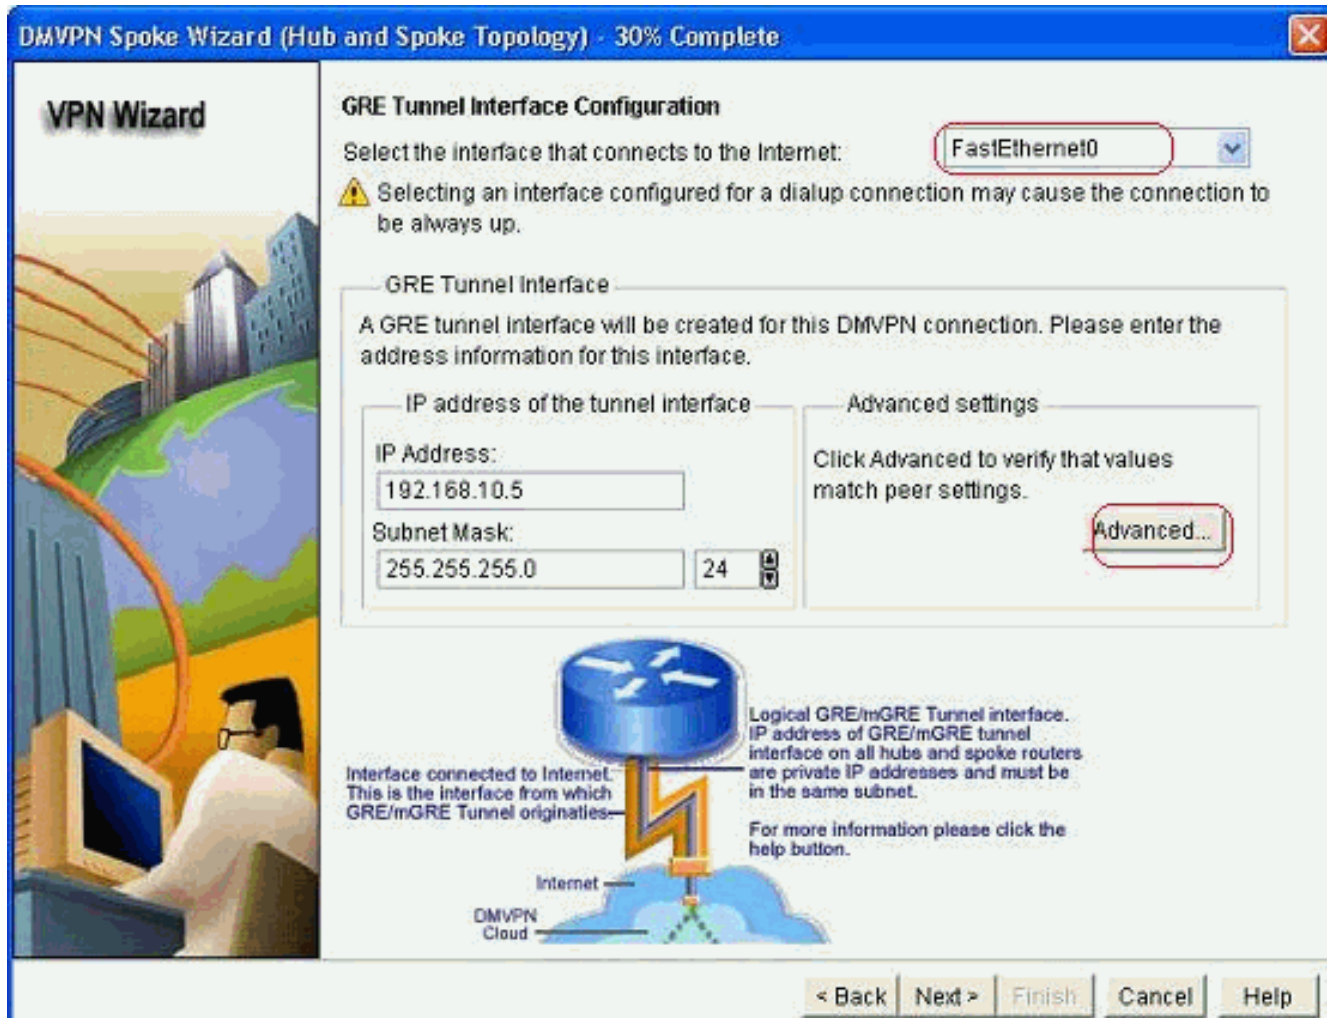 DMVPN Spoke Wizard (Hub and Spoke Topology) - 30% Complete
VPN Wizard
GRE Tunnel Interface Configuration
Select the interface that connects to the Internet:
FastEthernet0
Selecting an interface configured for a dialup connection may cause the connection to
be always up.
GRE Tunnel Interface
A GRE tunnel interface will be created for this DMVPN connection. Please enter the
address information for this interface.
IP address of the tunnel interface
IP Address:
192.168.10.5
Subnet Mask:
255.255.255.0
24
Advanced settings
Click Advanced to verify that values
match peer settings.
Advanced...
Interface connected to Internet.
This is the interface from which
GRE/mGRE Tunnel originaties
Logical GRE/mGRE Tunnel interface.
IP address of GRE/mGRE tunnel
interface on all hubs and spoke routers
are private IP addresses and must be
in the same subnet.
For more information please click the
help button.
Internet
DMVPN
Cloud
< Back
Next >
Finish
Cancel
Help